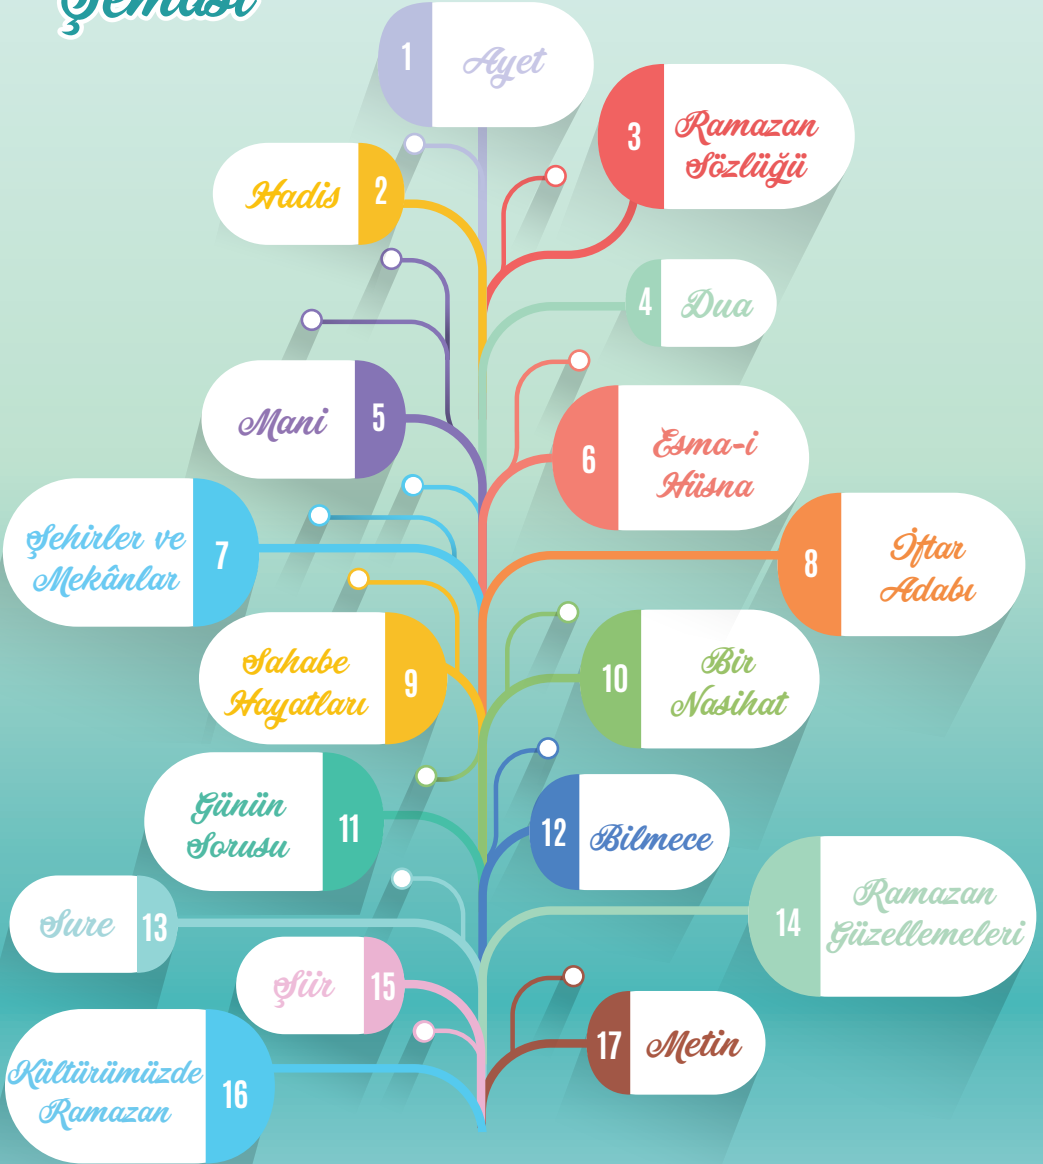 Şeması
1
Ayet
Hadis
2
3
Ramazan
Sözlüğü
4
Dua
Mani
5
6
Esma-i
Hüsna
Şehirler ve
Mekânlar
7
8
İftar
Adabı
Sahabe
Hayatları
9
10
Bir
Nasihat
Günün
Sorusu
11
12
Bilmece
Sure
13
14
Ramazan
Güzellemeleri
Şiir
15
Kültürümüzde
Ramazan
16
17
Metin